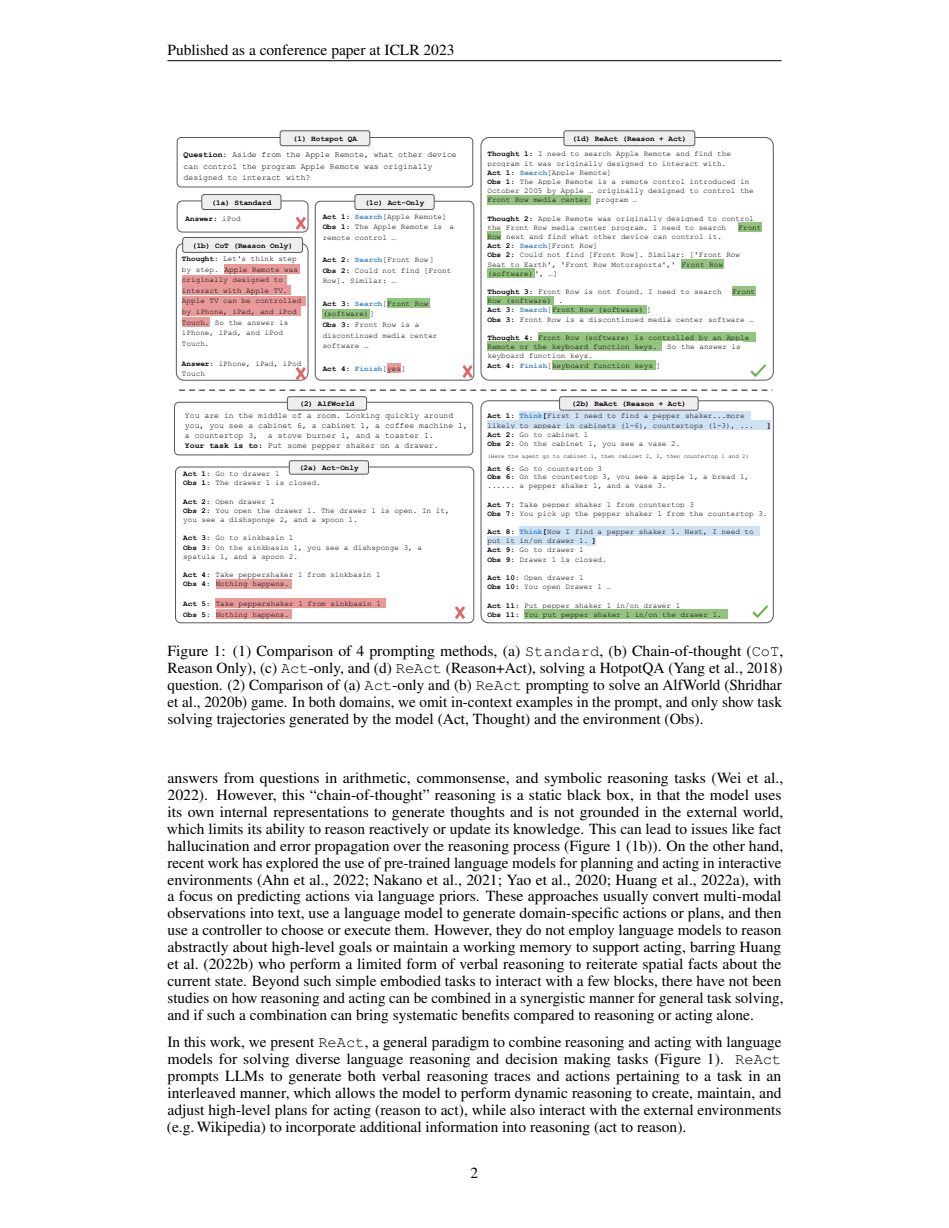 Published as a conference paper at ICLR 2023
(1) Hotspot QA
Question: Aside from the Apple Remote, what other device
can control the program Apple Remote was originally
designed to interact with?
(1a) Standard
Answer: iPod
(1b) CoT (Reason Only)
Thought: Let's think step
by step. Apple Remote was
originally designed to
interact with Apple TV.
Apple TV can be controlled
by iPhone, iPad, and iPod
Touch. So the answer is
iPhone, iPad, and iPod
Touch.
Answer: iPhone, iPad, iPod
Touch
(1c) Act-Only
Act 1: Search[Apple Remote]
Obs 1: The Apple Remote is a
remote control …
Act 2: Search[Front Row]
Obs 2: Could not find [Front
Row]. Similar: …
Act 3: Search[Front Row
(software)]
Obs 3: Front Row is a
discontinued media center
software …
Act 4: Finish[yes]
(1d) ReAct (Reason + Act)
Thought 1: I need to search Apple Remote and find the
program it was originally designed to interact with.
Act 1: Search[Apple Remote]
Obs 1: The Apple Remote is a remote control introduced in
October 2005 by Apple … originally designed to control the
Front Row media center program …
Thought 2: Apple Remote was originally designed to control
the Front Row media center program. I need to search Front
Row next and find what other device can control it.
Act 2: Search[Front Row]
Obs 2: Could not find [Front Row]. Similar: ['Front Row
Seat to Earth', 'Front Row Motorsports', 'Front Row
(software)', …]
Thought 3: Front Row is not found. I need to search Front
Row (software) .
Act 3: Search[Front Row (software)]
Obs 3: Front Row is a discontinued media center software …
Thought 4: Front Row (software) is controlled by an Apple
Remote or the keyboard function keys. So the answer is
keyboard function keys.
Act 4: Finish[keyboard function keys]
(2) AlfWorld
You are in the middle of a room. Looking quickly around
you, you see a cabinet 6, a cabinet 1, a coffee machine 1,
a countertop 3, a stove burner 1, and a toaster 1.
Your task is to: Put some pepper shaker on a drawer.
(2a) Act-Only
Act 1: Go to drawer 1
Obs 1: The drawer 1 is closed.
Act 2: Open drawer 1
Obs 2: You open the drawer 1. The drawer 1 is open. In it,
you see a dishsponge 2, and a spoon 1.
Act 3: Go to sinkbasin 1
Obs 3: On the sinkbasin 1, you see a dishsponge 3, a
spatula 1, and a spoon 2.
Act 4: Take peppershaker 1 from sinkbasin 1
Obs 4: Nothing happens.
Act 5: Take peppershaker 1 from sinkbasin 1
Obs 5: Nothing happens.
(2b) ReAct (Reason + Act)
Act 1: Think[First I need to find a pepper shaker...more
likely to appear in cabinets (1-6), countertops (1-3), ... ]
Act 2: Go to cabinet 1
Obs 2: On the cabinet 1, you see a vase 2.
(Here the agent go to cabinet 1, then cabinet 2, 3, then countertop 1 and 2)
Act 6: Go to countertop 3
Obs 6: On the countertop 3, you see a apple 1, a bread 1,
...... a pepper shaker 1, and a vase 3.
Act 7: Take pepper shaker 1 from countertop 3
Obs 7: You pick up the pepper shaker 1 from the countertop 3.
Act 8: Think[Now I find a pepper shaker 1. Next, I need to
put it in/on drawer 1. ]
Act 9: Go to drawer 1
Obs 9: Drawer 1 is closed.
Act 10: Open drawer 1
Obs 10: You open Drawer 1 …
Act 11: Put pepper shaker 1 in/on drawer 1
Obs 11: You put pepper shaker 1 in/on the drawer 1.
Figure 1: (1) Comparison of 4 prompting methods, (a) Standard, (b) Chain-of-thought (CoT,
Reason Only), (c) Act-only, and (d) ReAct (Reason+Act), solving a HotpotQA (Yang et al., 2018)
question. (2) Comparison of (a) Act-only and (b) ReAct prompting to solve an AlfWorld (Shridhar
et al., 2020b) game. In both domains, we omit in-context examples in the prompt, and only show task
solving trajectories generated by the model (Act, Thought) and the environment (Obs).
answers from questions in arithmetic, commonsense, and symbolic reasoning tasks (Wei et al.,
2022). However, this “chain-of-thought” reasoning is a static black box, in that the model uses
its own internal representations to generate thoughts and is not grounded in the external world,
which limits its ability to reason reactively or update its knowledge. This can lead to issues like fact
hallucination and error propagation over the reasoning process (Figure 1 (1b)). On the other hand,
recent work has explored the use of pre-trained language models for planning and acting in interactive
environments (Ahn et al., 2022; Nakano et al., 2021; Yao et al., 2020; Huang et al., 2022a), with
a focus on predicting actions via language priors. These approaches usually convert multi-modal
observations into text, use a language model to generate domain-specific actions or plans, and then
use a controller to choose or execute them. However, they do not employ language models to reason
abstractly about high-level goals or maintain a working memory to support acting, barring Huang
et al. (2022b) who perform a limited form of verbal reasoning to reiterate spatial facts about the
current state. Beyond such simple embodied tasks to interact with a few blocks, there have not been
studies on how reasoning and acting can be combined in a synergistic manner for general task solving,
and if such a combination can bring systematic benefits compared to reasoning or acting alone.
In this work, we present ReAct, a general paradigm to combine reasoning and acting with language
models for solving diverse language reasoning and decision making tasks (Figure 1). ReAct
prompts LLMs to generate both verbal reasoning traces and actions pertaining to a task in an
interleaved manner, which allows the model to perform dynamic reasoning to create, maintain, and
adjust high-level plans for acting (reason to act), while also interact with the external environments
(e.g. Wikipedia) to incorporate additional information into reasoning (act to reason).
2